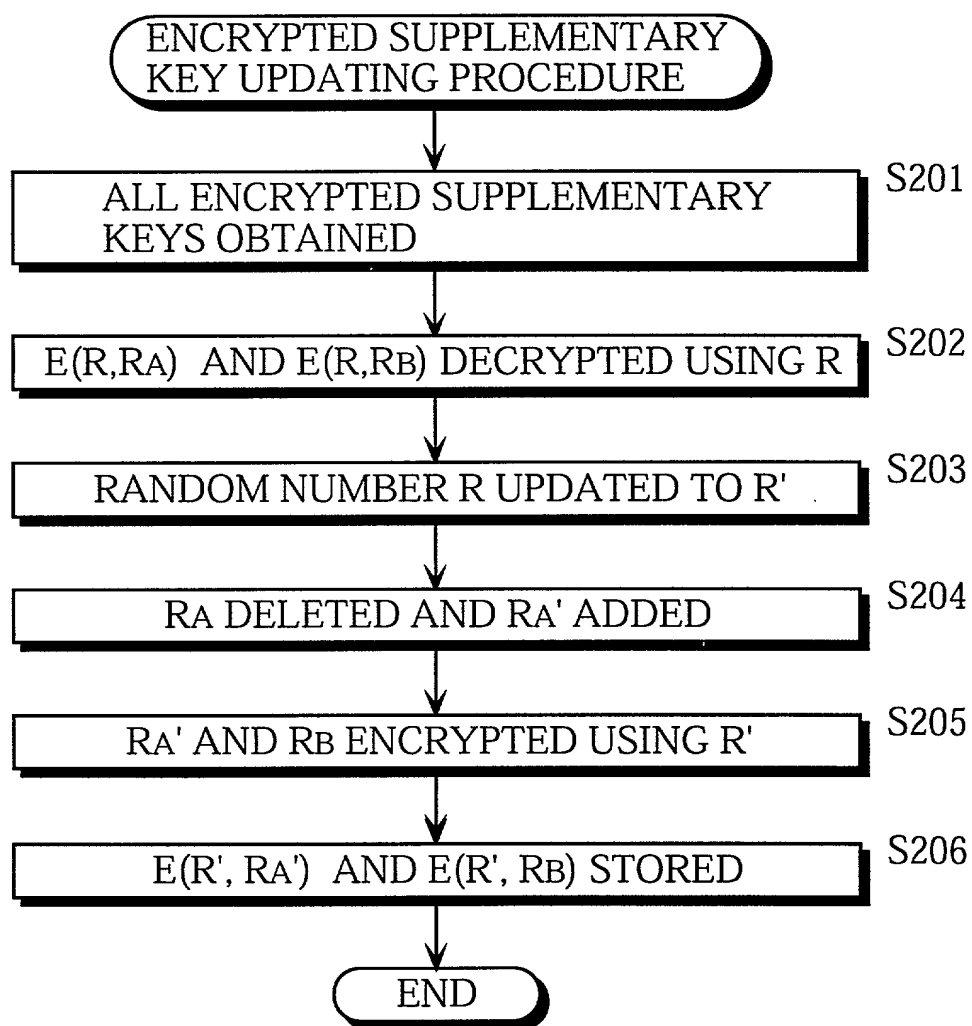 ENCRYPTED SUPPLEMENTARY
KEY UPDATING PROCEDURE
S201
ALL ENCRYPTED SUPPLEMENTARY
KEYS OBTAINED
S202
E(R,RA) AND E(R,RB) DECRYPTED USING R
S203
RANDOM NUMBER R UPDATED TO R'
S204
RA DELETED AND RA' ADDED
S205
RA' AND RB ENCRYPTED USING R'
S206
E(R', RA') AND E(R', RB) STORED
END